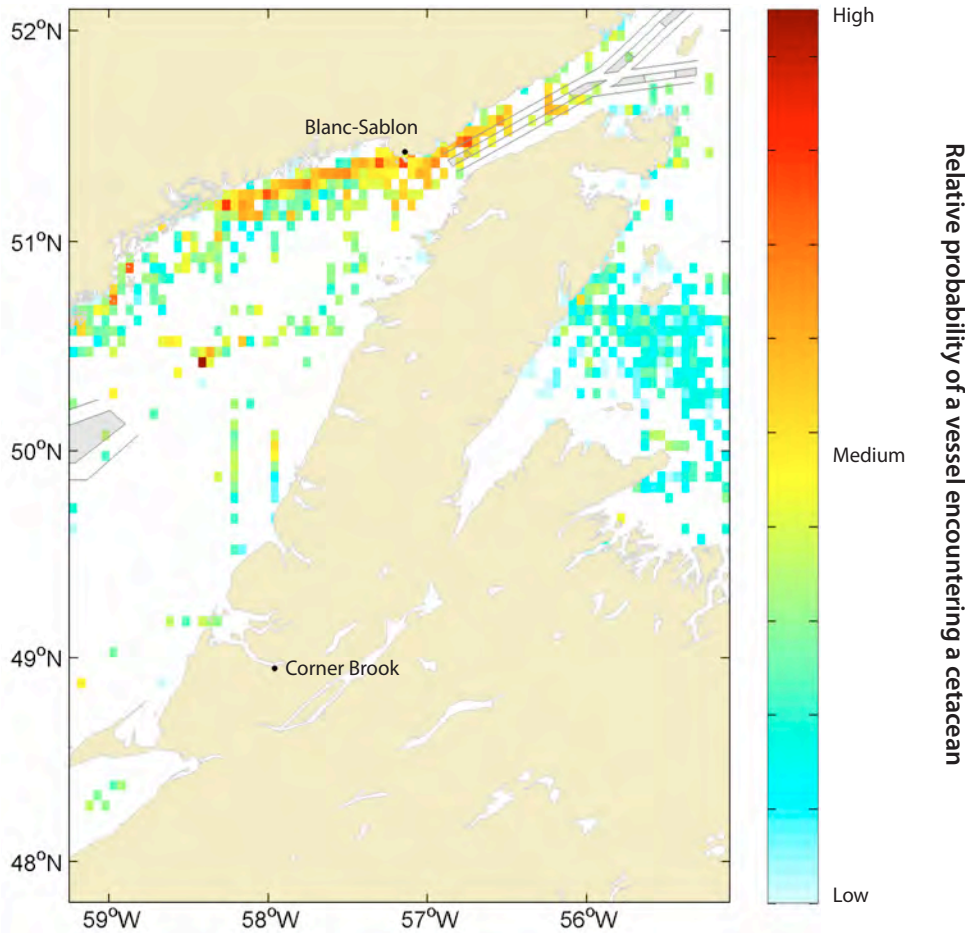 52°N
51°N
50°N
49°N
48°N
59°W
58°W
57°W
56°W
Blanc-Sablon
Corner Brook
High
Medium
Low
Relative probability of a vessel encountering a cetacean